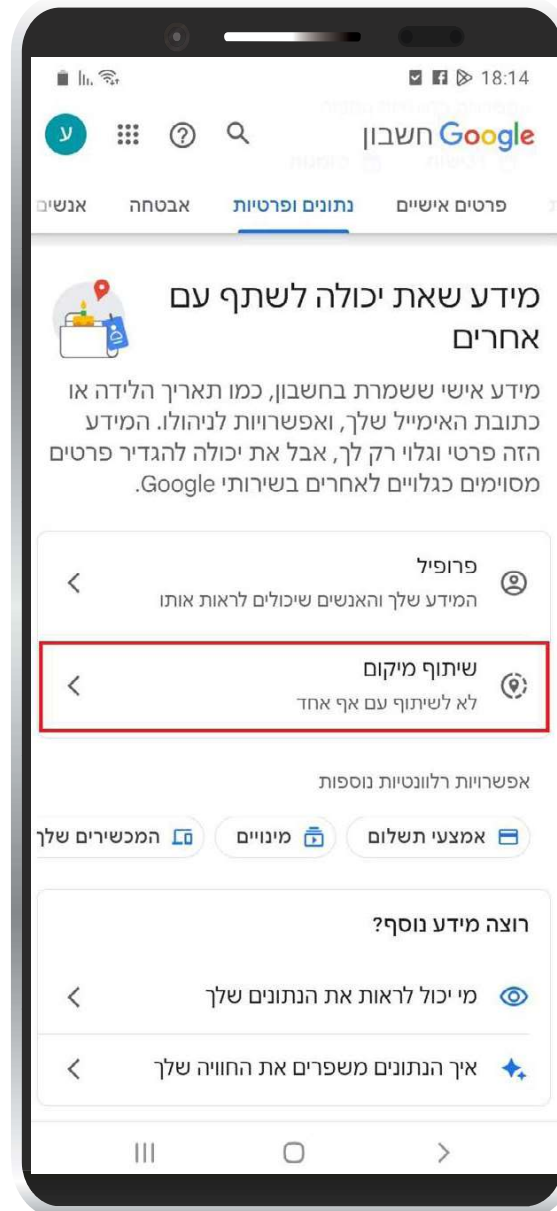 18:14
חשבון Google
ע
פרטים אישיים
נתונים ופרטיות
אבטחה
אנשים
מידע שאת יכולה לשתף עם
אחרים
מידע אישי ששמרת בחשבון, כמו תאריך הלידה או
כתובת האימייל שלך, ואפשרויות לניהולו. המידע
הזה פרטי וגלוי רק לך, אבל את יכולה להגדיר פרטים
מסוימים כגלויים לאחרים בשירותי Google.
פרופיל
המידע שלך והאנשים שיכולים לראות אותו
שיתוף מיקום
לא לשיתוף עם אף אחד
אפשרויות רלוונטיות נוספות
אמצעי תשלום
מינויים
המכשירים שלך
רוצה מידע נוסף?
מי יכול לראות את הנתונים שלך
איך הנתונים משפרים את החוויה שלך